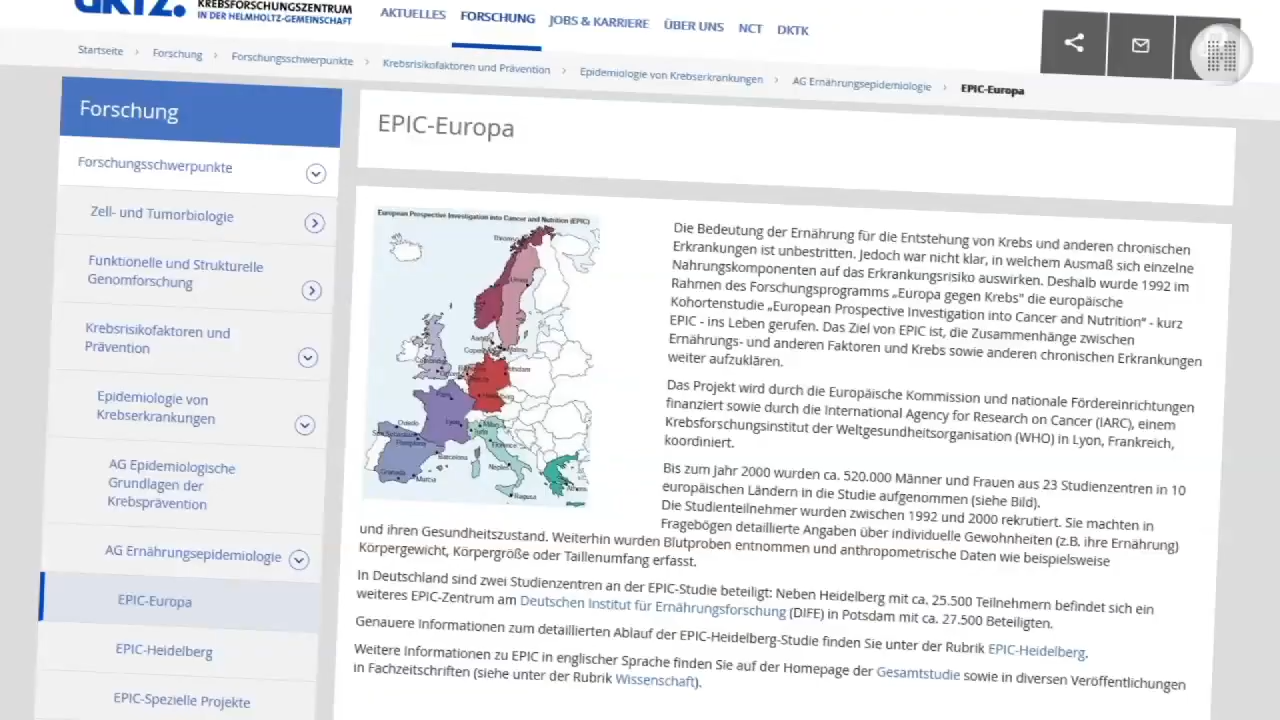 KREBSFORSCHUNGSZENTRUM
IN DER HELMHOLTZ-GEMEINSCHAFT
AKTUELLES
FORSCHUNG
JOBS & KARRIERE
ÜBER UNS
NCT
DKTK
Startseite
Forschung
Forschungsschwerpunkte
Krebsrisikofaktoren und Prävention
Epidemiologie von Krebserkrankungen
AG Ernährungsepidemiologie
EPIC-Europa
Forschung
Forschungsschwerpunkte
Zell- und Tumorbiologie
Funktionelle und Strukturelle
Genomforschung
Krebsrisikofaktoren und
Prävention
Epidemiologie von
Krebserkrankungen
AG Epidemiologische
Grundlagen der
Krebsprävention
AG Ernährungsepidemiologie
EPIC-Europa
EPIC-Heidelberg
EPIC-Spezielle Projekte
EPIC-Europa
European Prospective Investigation into Cancer and Nutrition (EPIC)
Umea
Malmo
Potsdam
Paris
Lyon
Oviedo
Pamplona
Barcelona
Granada
Murcia
Florence
Naples
Ragusa
Athens
Die Bedeutung der Ernährung für die Entstehung von Krebs und anderen chronischen
Erkrankungen ist unbestritten. Jedoch war nicht klar, in welchem Ausmaß sich einzelne
Nahrungskomponenten auf das Erkrankungsrisiko auswirken. Deshalb wurde 1992 im
Rahmen des Forschungsprogramms „Europa gegen Krebs" die europäische
Kohortenstudie „European Prospective Investigation into Cancer and Nutrition" - kurz
EPIC - ins Leben gerufen. Das Ziel von EPIC ist, die Zusammenhänge zwischen
Ernährungs- und anderen Faktoren und Krebs sowie anderen chronischen Erkrankungen
weiter aufzuklären.
Das Projekt wird durch die Europäische Kommission und nationale Fördereinrichtungen
finanziert sowie durch die International Agency for Research on Cancer (IARC), einem
Krebsforschungsinstitut der Weltgesundheitsorganisation (WHO) in Lyon, Frankreich,
koordiniert.
Bis zum Jahr 2000 wurden ca. 520.000 Männer und Frauen aus 23 Studienzentren in 10
europäischen Ländern in die Studie aufgenommen (siehe Bild).
Die Studienteilnehmer wurden zwischen 1992 und 2000 rekrutiert. Sie machten in
Fragebögen detaillierte Angaben über individuelle Gewohnheiten (z.B. ihre Ernährung)
und ihren Gesundheitszustand. Weiterhin wurden Blutproben entnommen und anthropometrische Daten wie beispielsweise
Körpergewicht, Körpergröße oder Taillenumfang erfasst.
In Deutschland sind zwei Studienzentren an der EPIC-Studie beteiligt: Neben Heidelberg mit ca. 25.500 Teilnehmern befindet sich ein
weiteres EPIC-Zentrum am Deutschen Institut für Ernährungsforschung (DIFE) in Potsdam mit ca. 27.500 Beteiligten.
Genauere Informationen zum detaillierten Ablauf der EPIC-Heidelberg-Studie finden Sie unter der Rubrik EPIC-Heidelberg.
Weitere Informationen zu EPIC in englischer Sprache finden Sie auf der Homepage der Gesamtstudie sowie in diversen Veröffentlichungen
in Fachzeitschriften (siehe unter der Rubrik Wissenschaft).